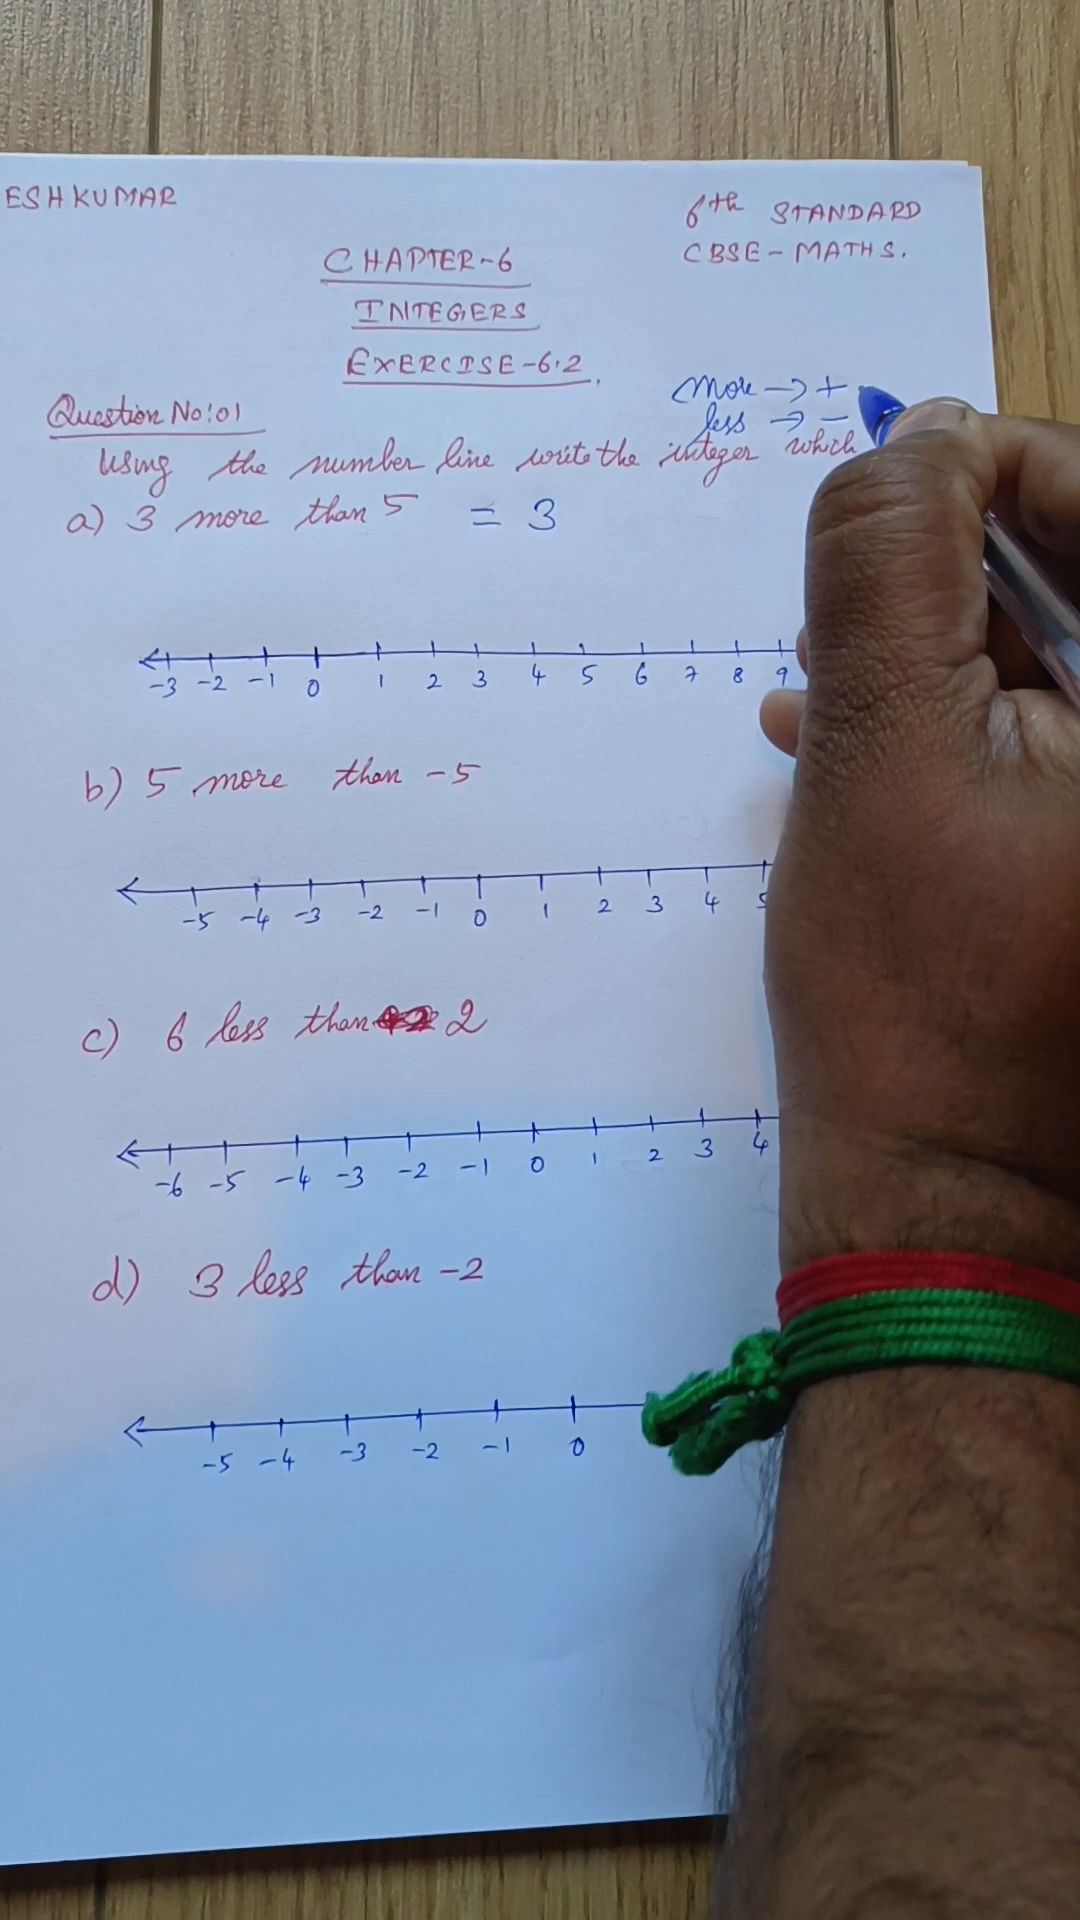 ESHKUMAR
6th STANDARD
CBSE-MATHS.
CHAPTER-6
INTEGERS
EXERCISE-6.2.
more → +
less → -
Question No:01
Using the number line write the integer which
a) 3 more than 5 = 3
-3 -2 -1 0 1 2 3 4 5 6 7 8 9
b) 5 more than -5
-5 -4 -3 -2 -1 0 1 2 3 4 5
c) 6 less than 2
-6 -5 -4 -3 -2 -1 0 1 2 3 4
d) 3 less than -2
-5 -4 -3 -2 -1 0